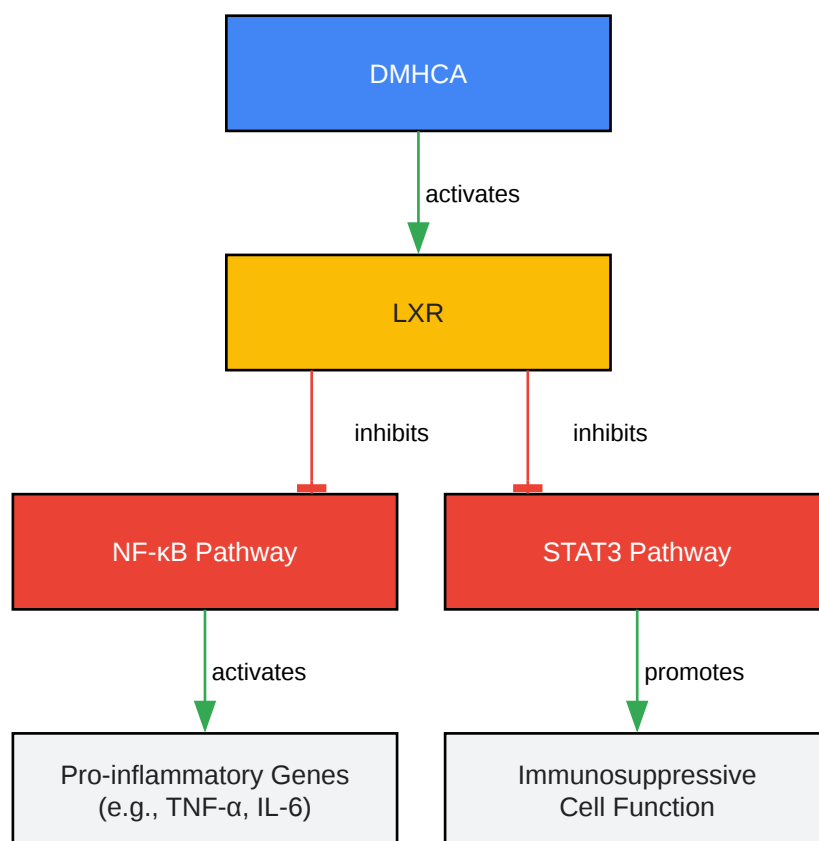 DMHCA
activates
LXR
inhibits
inhibits
NF-κB Pathway
STAT3 Pathway
activates
promotes
Pro-inflammatory Genes
(e.g., TNF-α, IL-6)
Immunosuppressive
Cell Function